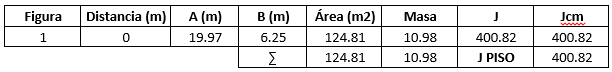 Figura Distancia (m) A (m) B (m) Área (m2) Masa J Jcm
1 0 19.97 6.25 124.81 10.98 400.82 400.82
∑ 124.81 10.98 J PISO 400.82